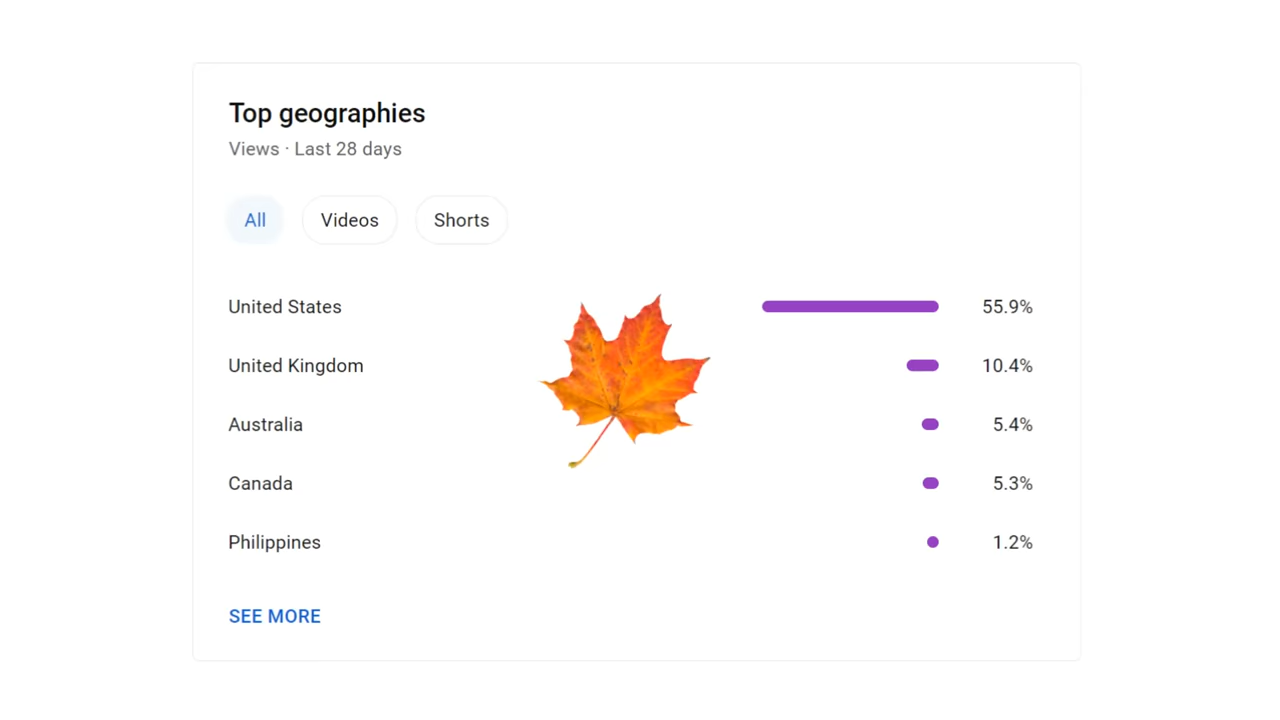 Top geographies
Views · Last 28 days
All Videos Shorts
United States 55.9%
United Kingdom 10.4%
Australia 5.4%
Canada 5.3%
Philippines 1.2%
SEE MORE